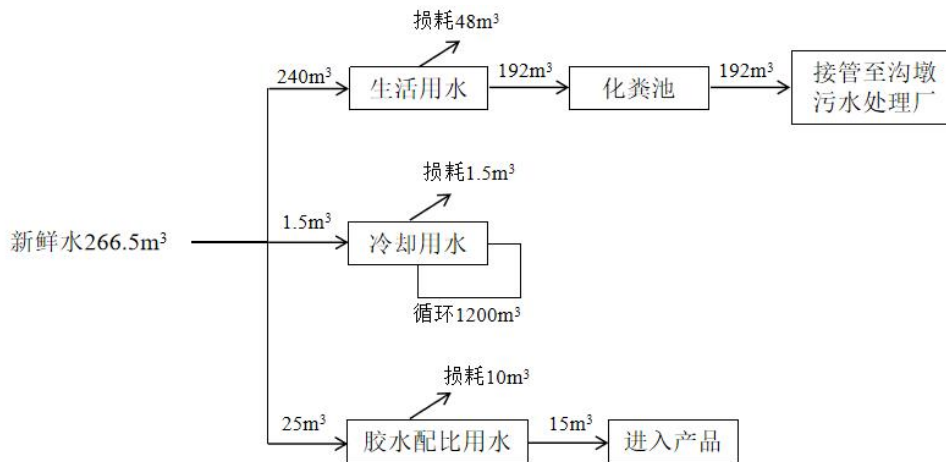 损耗48m³
240m³
生活用水
192m³
化粪池
192m³
接管至沟墩
污水处理厂
损耗1.5m³
新鲜水266.5m³
1.5m³
冷却用水
循环1200m³
损耗10m³
25m³
胶水配比用水
15m³
进入产品